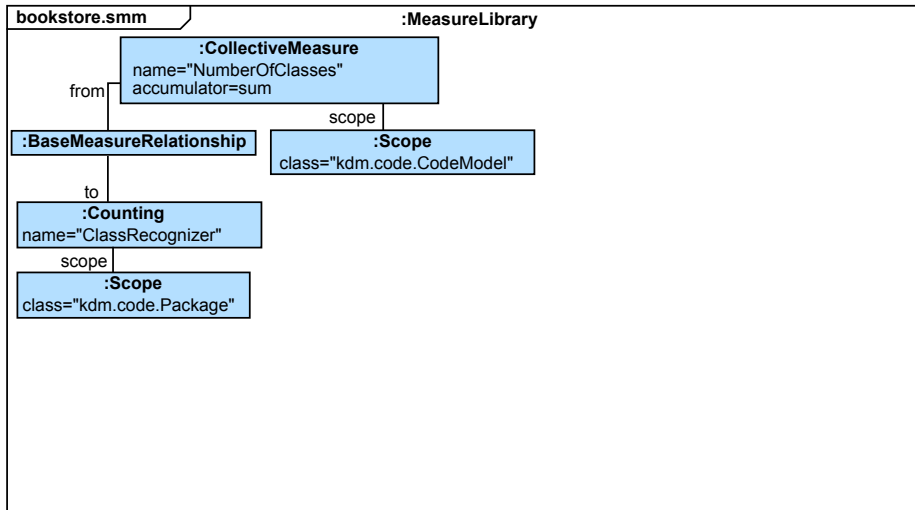 bookstore.smm
:MeasureLibrary
:CollectiveMeasure
name="NumberOfClasses"
accumulator=sum
from
scope
:BaseMeasureRelationship
:Scope
class="kdm.code.CodeModel"
to
:Counting
name="ClassRecognizer"
scope
:Scope
class="kdm.code.Package"